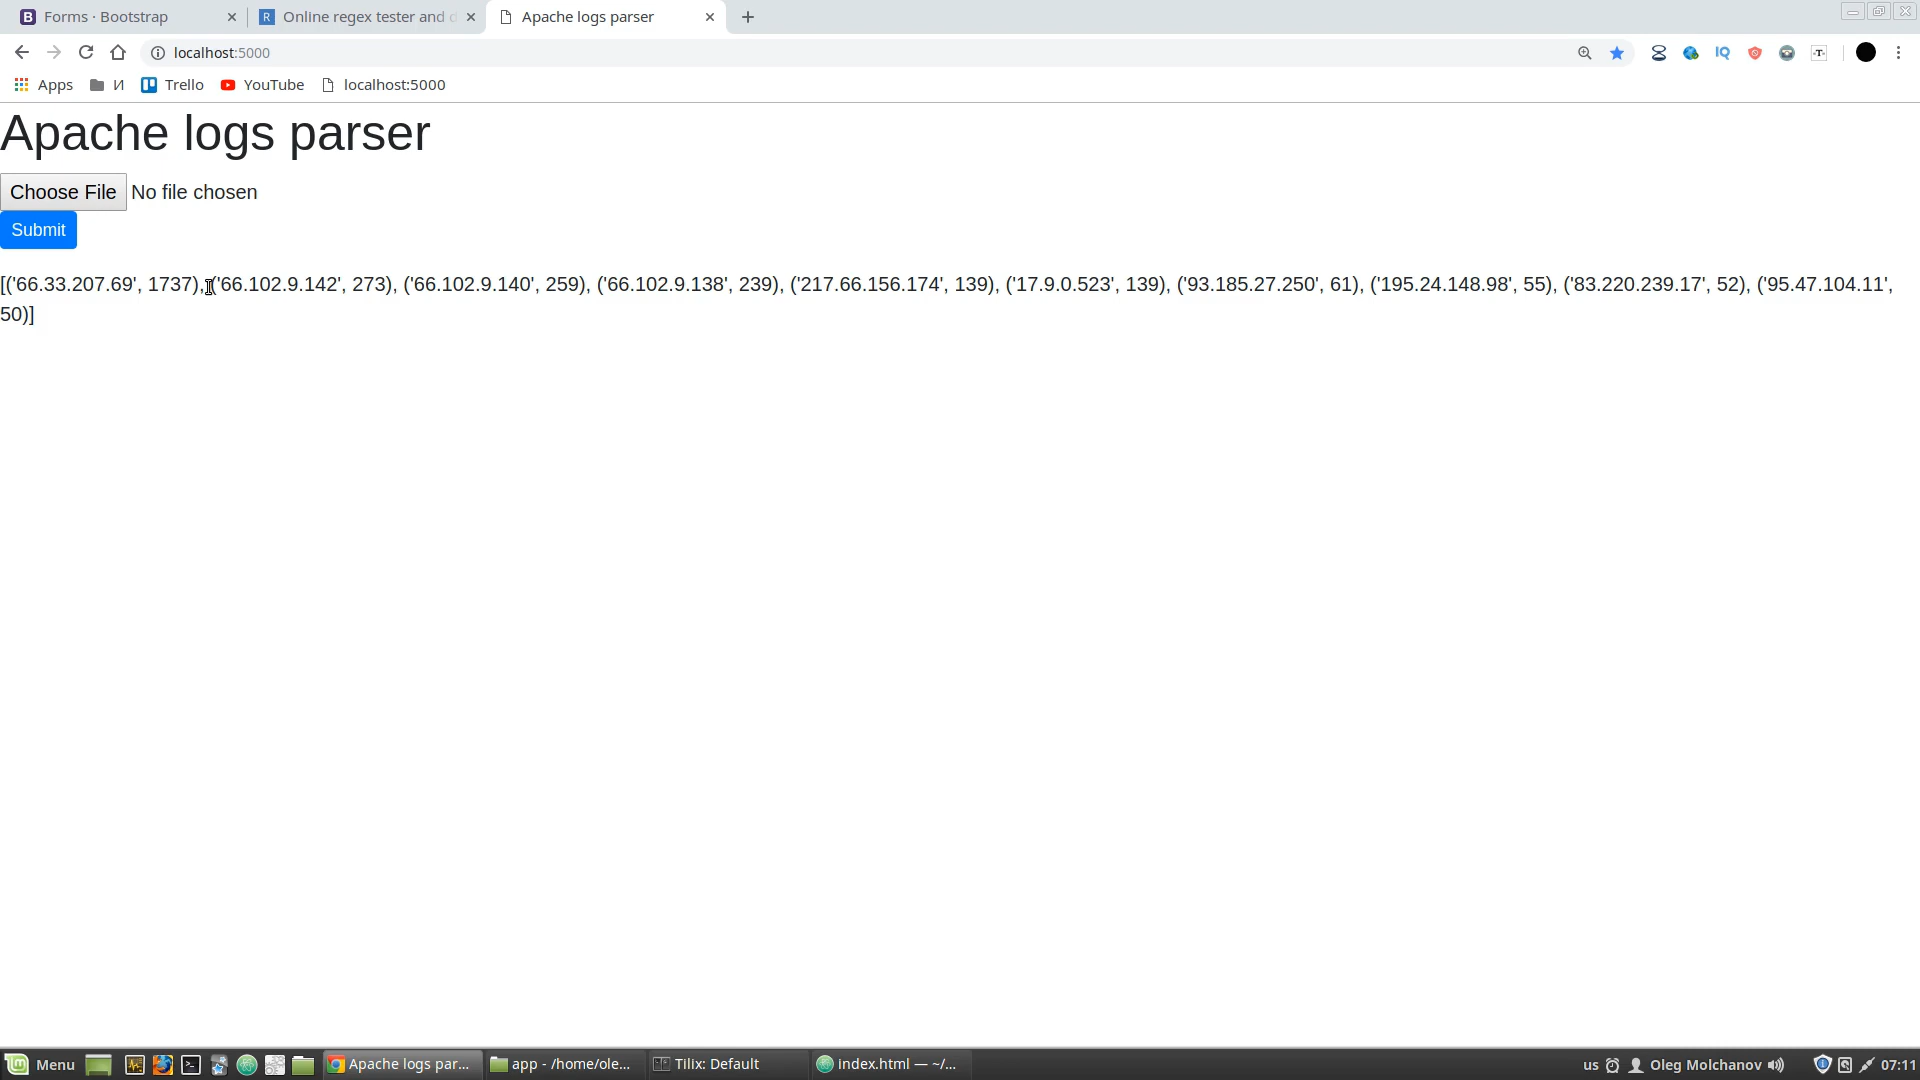 Forms · Bootstrap
Online regex tester and d
Apache logs parser
localhost:5000
IQ
Apps
И
Trello
YouTube
localhost:5000
Apache logs parser
Choose File No file chosen
Submit
[('66.33.207.69', 1737), ('66.102.9.142', 273), ('66.102.9.140', 259), ('66.102.9.138', 239), ('217.66.156.174', 139), ('17.9.0.523', 139), ('93.185.27.250', 61), ('195.24.148.98', 55), ('83.220.239.17', 52), ('95.47.104.11',
50)]
Menu
Apache logs par...
app - /home/ole...
Tilix: Default
index.html — ~/...
us
Oleg Molchanov
07:11